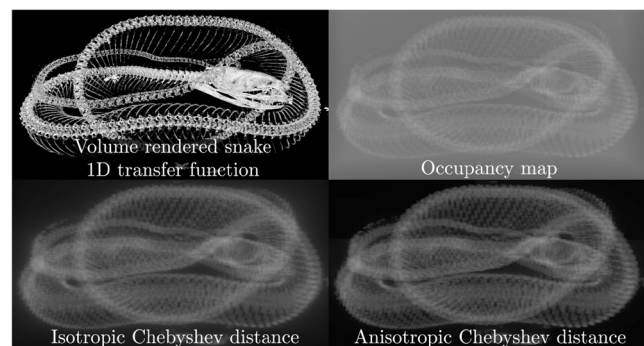 Volume rendered snake
1D transfer function
Occupancy map
Isotropic Chebyshev distance
Anisotropic Chebyshev distance